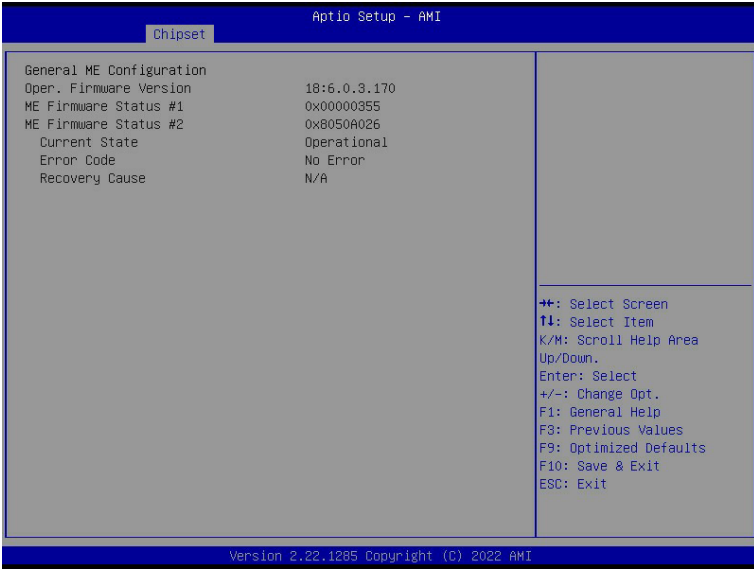 Aptio Setup – AMI
Chipset
General ME Configuration
Oper. Firmware Version 18:6.0.3.170
ME Firmware Status #1 0x00000355
ME Firmware Status #2 0x8050A026
Current State Operational
Error Code No Error
Recovery Cause N/A
→←: Select Screen
↑↓: Select Item
K/M: Scroll Help Area
Up/Down.
Enter: Select
+/-: Change Opt.
F1: General Help
F3: Previous Values
F9: Optimized Defaults
F10: Save & Exit
ESC: Exit
Version 2.22.1285 Copyright (C) 2022 AMI